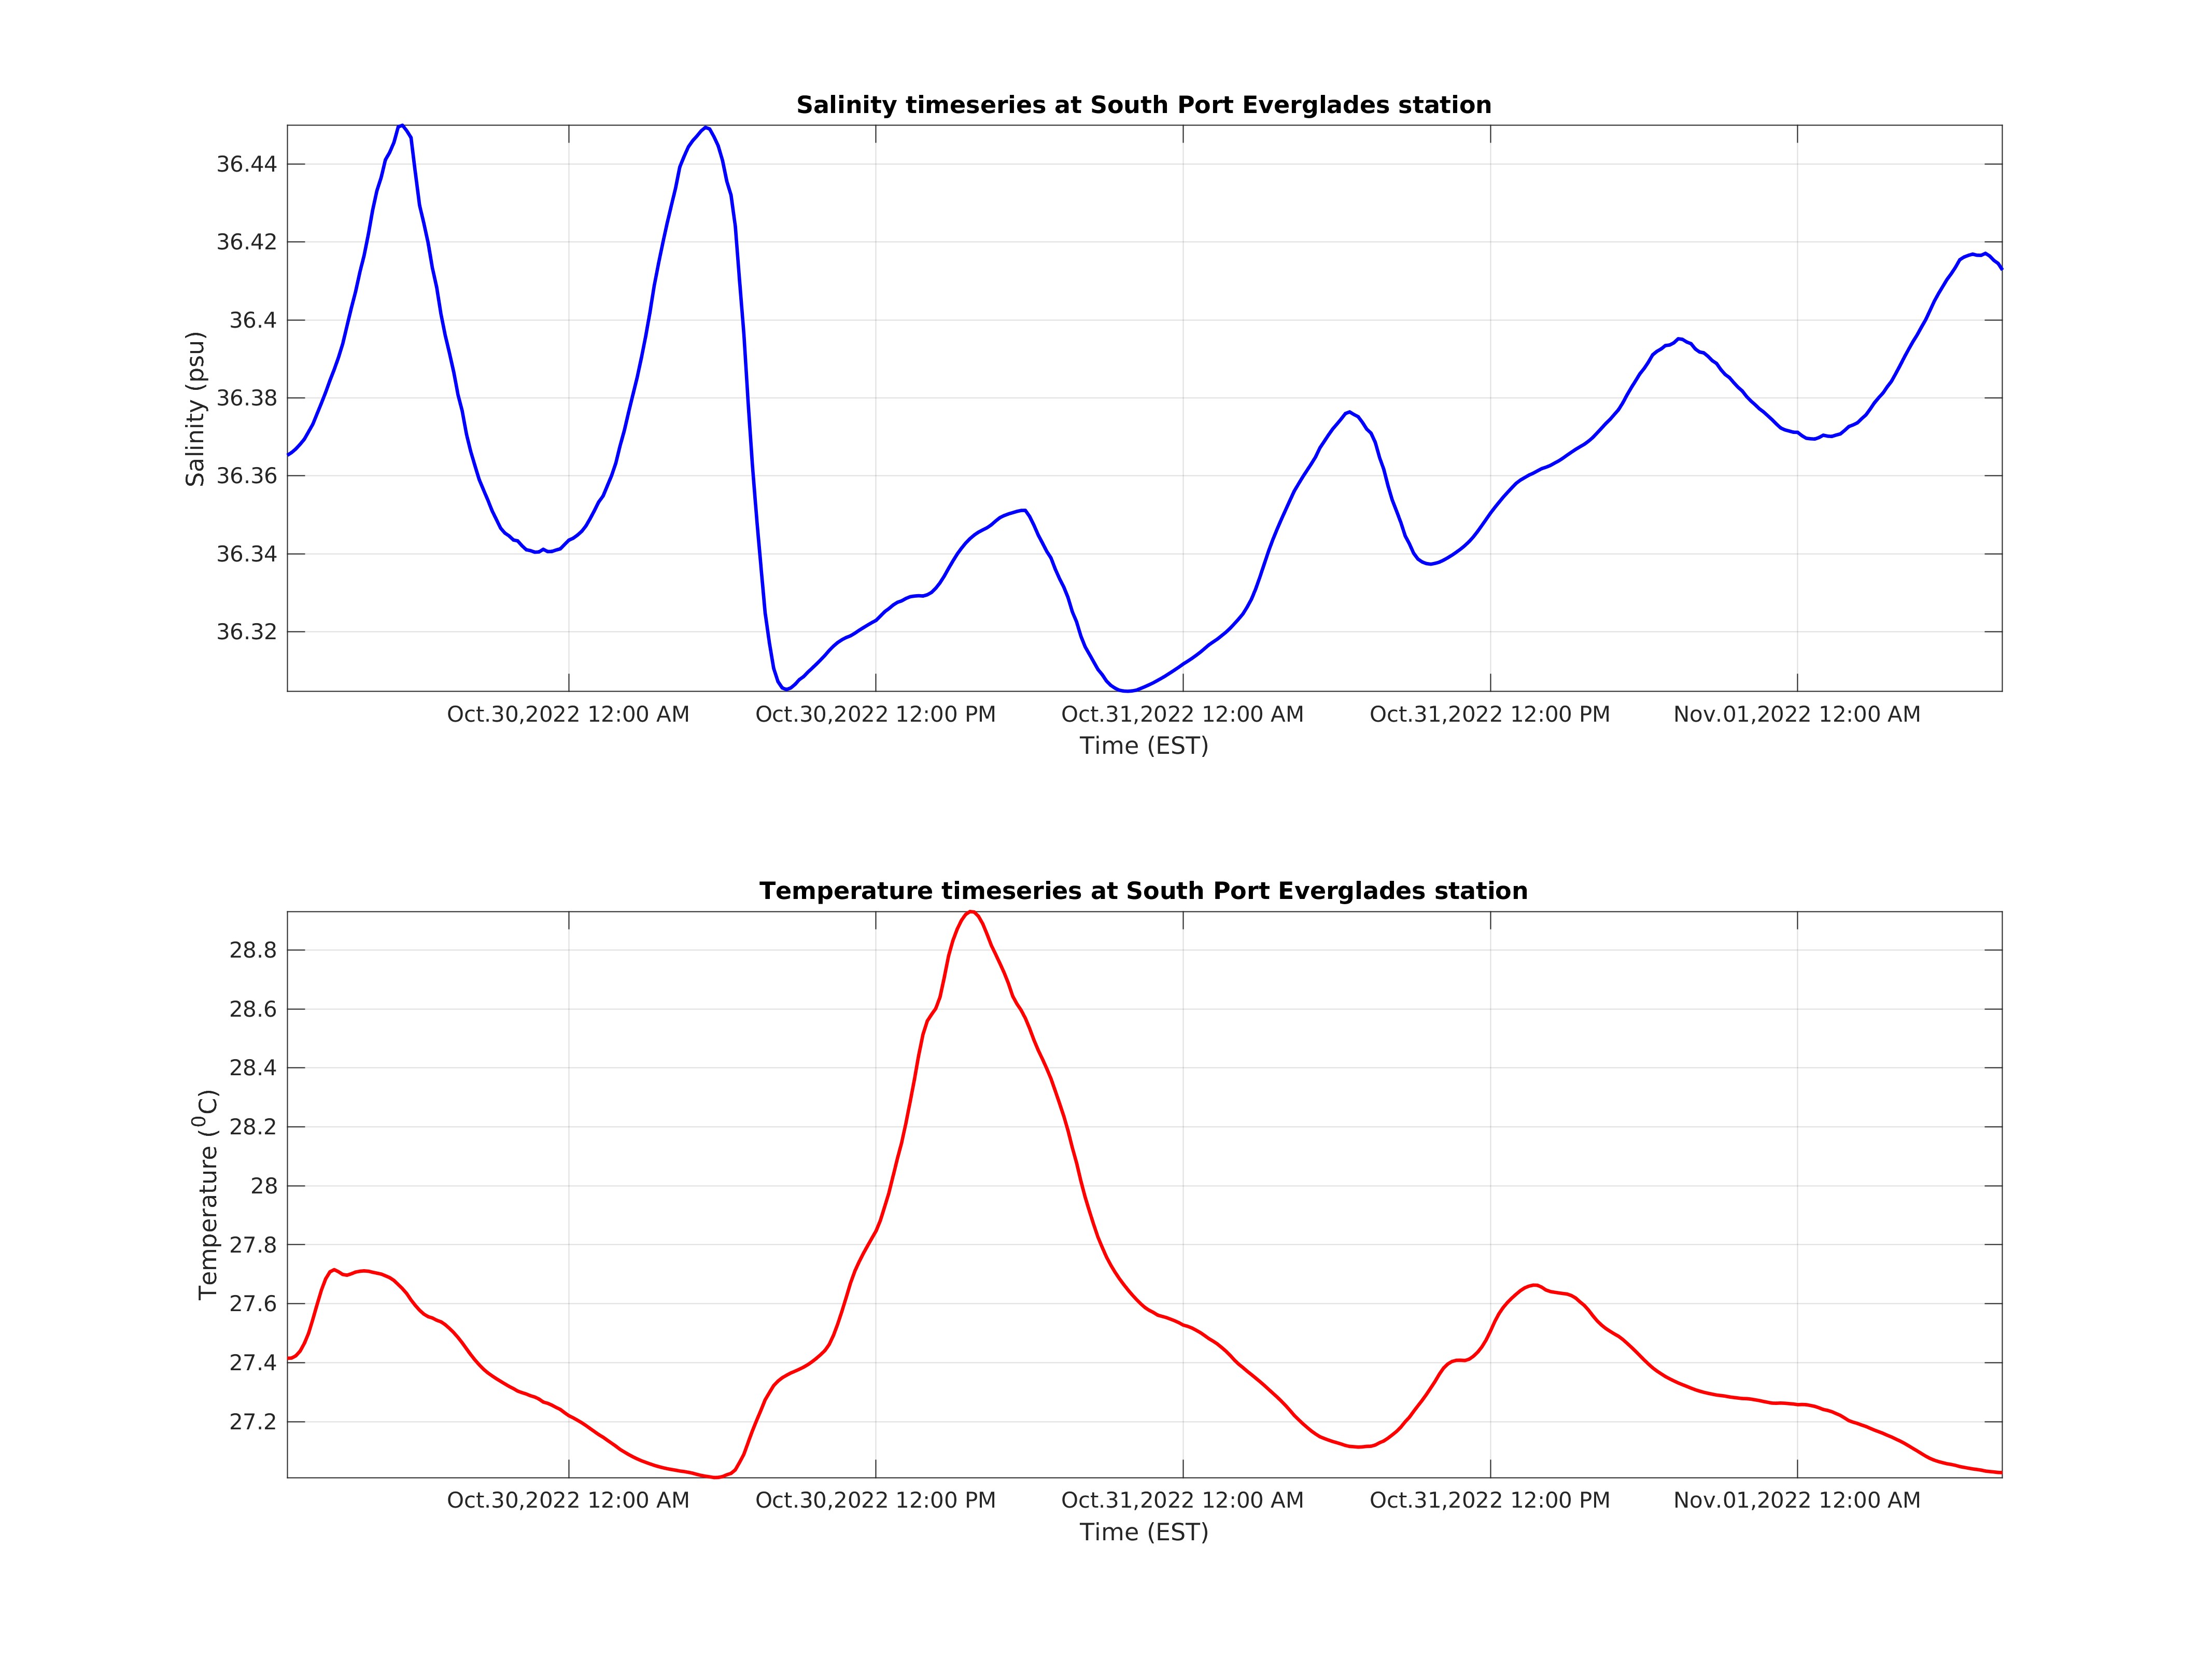 Salinity timeseries at South Port Everglades station
Salinity (psu)
36.44
36.42
36.4
36.38
36.36
36.34
36.32
Oct.30,2022 12:00 AM Oct.30,2022 12:00 PM Oct.31,2022 12:00 AM Oct.31,2022 12:00 PM Nov.01,2022 12:00 AM
Time (EST)
Temperature timeseries at South Port Everglades station
Temperature (⁰C)
28.8
28.6
28.4
28.2
28
27.8
27.6
27.4
27.2
Oct.30,2022 12:00 AM Oct.30,2022 12:00 PM Oct.31,2022 12:00 AM Oct.31,2022 12:00 PM Nov.01,2022 12:00 AM
Time (EST)